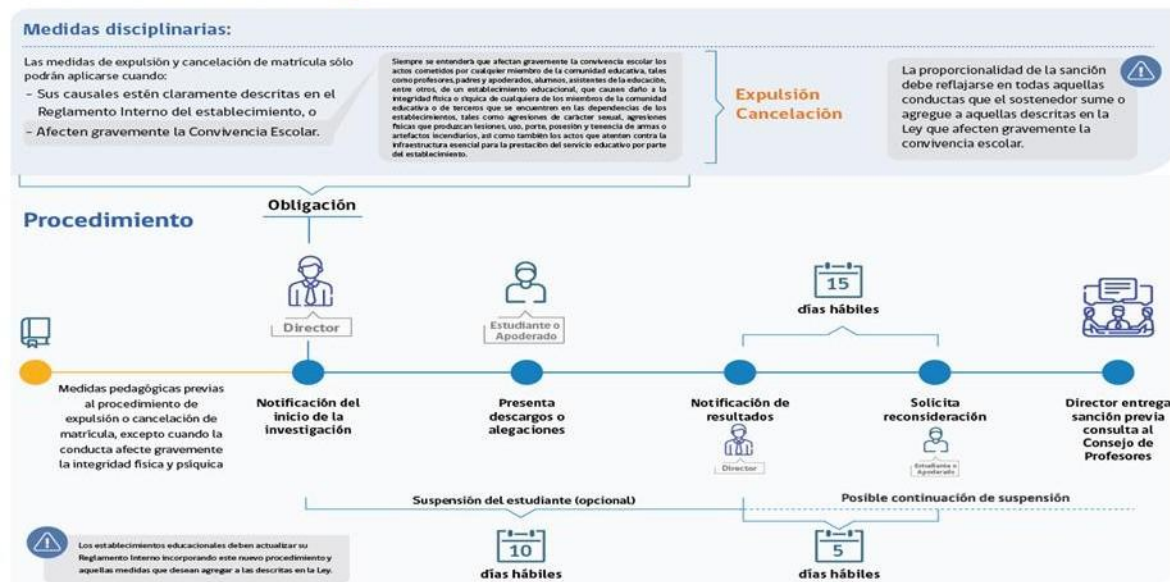 Medidas disciplinarias:
Las medidas de expulsión y cancelación de matrícula sólo
podrán aplicarse cuando:
- Sus causales estén claramente descritas en el
Reglamento Interno del establecimiento, o
- Afecten gravemente la Convivencia Escolar.
Siempre se entenderá que afectan gravemente la convivencia escolar los
actos cometidos por cualquier miembro de la comunidad educativa, tales
como profesores, padres y apoderados, alumnos, asistentes de la educación,
entre otros, de un establecimiento educacional, que causen daño a la
integridad física o síquica de cualquiera de los miembros de la comunidad
educativa o de terceros que se encuentren en las dependencias de los
establecimientos, tales como agresiones de carácter sexual, agresiones
físicas que produzcan lesiones, uso, porte, posesión y tenencia de armas o
artefactos incendiarios, así como también los actos que atenten contra la
infraestructura esencial para la prestación del servicio educativo por parte
del establecimiento.
Expulsión
Cancelación
La proporcionalidad de la sanción
debe reflejarse en todas aquellas
conductas que el sostenedor sume o
agregue a aquellas descritas en la
Ley que afecten gravemente la
convivencia escolar.
Procedimiento
Obligación
Director
Estudiante o
Apoderado
15
días hábiles
Medidas pedagógicas previas
al procedimiento de
expulsión o cancelación de
matrícula, excepto cuando la
conducta afecte gravemente
la integridad física y psíquica
Notificación del
inicio de la
investigación
Presenta
descargos o
alegaciones
Notificación de
resultados
Director
Solicita
reconsideración
Estudiante o
Apoderado
Director entrega
sanción previa
consulta al
Consejo de
Profesores
Suspensión del estudiante (opcional)
Posible continuación de suspensión
10
días hábiles
5
días hábiles
Los establecimientos educacionales deben actualizar su
Reglamento Interno incorporando este nuevo procedimiento y
aquellas medidas que desean agregar a las descritas en la Ley.